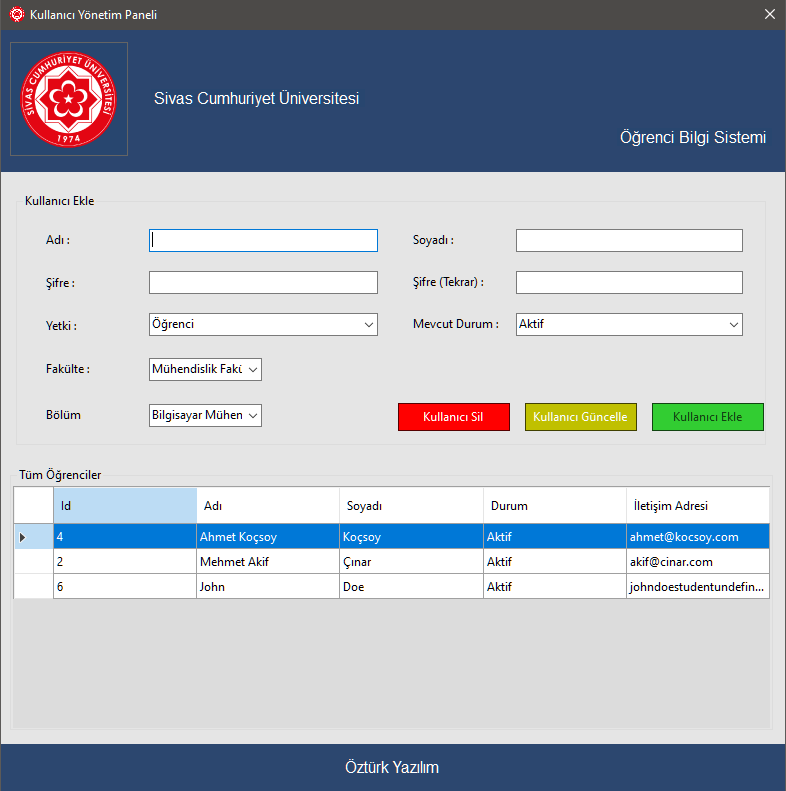 Kullanıcı Yönetim Paneli
SİVAS CUMHURİYET ÜNİVERSİTESİ
1974
Sivas Cumhuriyet Üniversitesi
Öğrenci Bilgi Sistemi
Kullanıcı Ekle
Adı : Soyadı :
Şifre : Şifre (Tekrar) :
Yetki : Öğrenci Mevcut Durum : Aktif
Fakülte : Mühendislik Fakü
Bölüm Bilgisayar Mühen Kullanıcı Sil Kullanıcı Güncelle Kullanıcı Ekle
Tüm Öğrenciler
Id Adı Soyadı Durum İletişim Adresi
4 Ahmet Koçsoy Koçsoy Aktif ahmet@kocsoy.com
2 Mehmet Akif Çınar Aktif akif@cinar.com
6 John Doe Aktif johndoestudentundefin...
Öztürk Yazılım